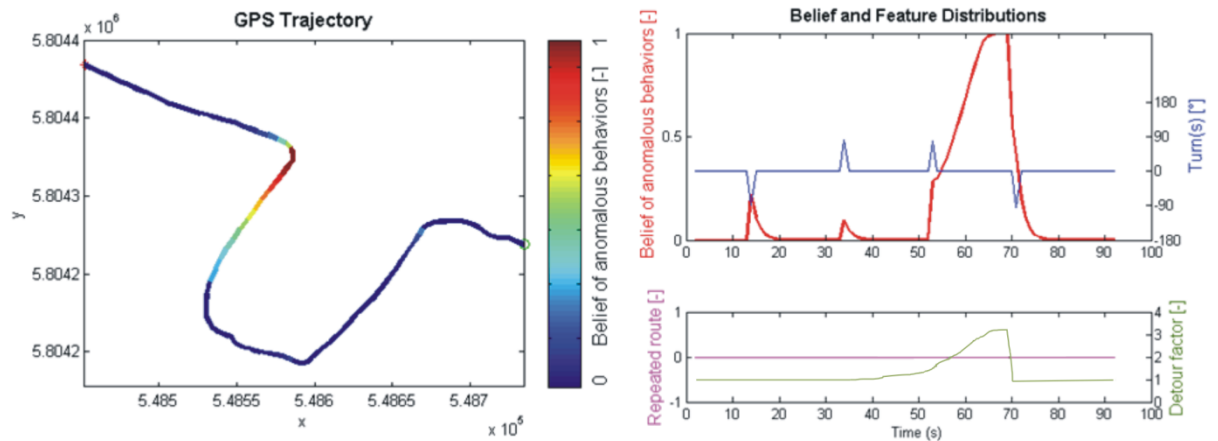 GPS Trajectory
x 10^6
5.8044
5.8044
5.8043
5.8042
5.8042
y
5.485
5.4855
5.486
5.4865
5.487
x
x 10^5
1
Belief of anomalous behaviors [-]
0
Belief and Feature Distributions
Belief of anomalous behaviors [-]
1
0.5
0
180
90
0
-90
-180
Turn(s) [°]
0 10 20 30 40 50 60 70 80 90 100
Repeated route [-]
1
0
-1
4
3
2
1
0
Detour factor [-]
0 10 20 30 40 50 60 70 80 90 100
Time (s)